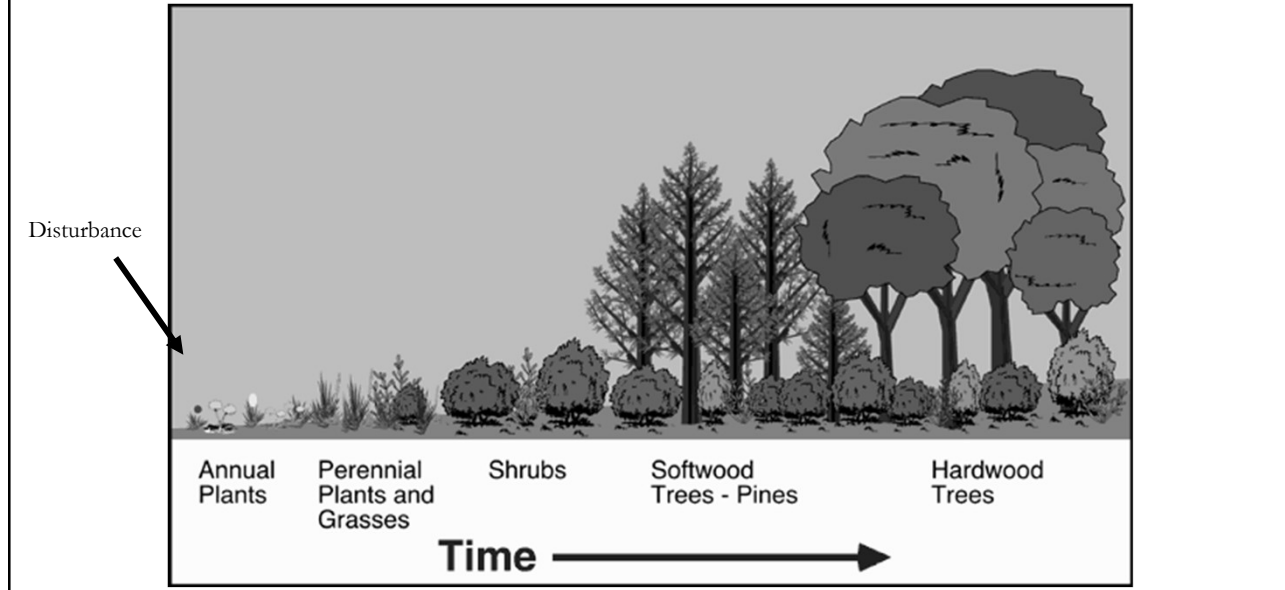 Disturbance
Annual
Plants
Perennial
Plants and
Grasses
Shrubs
Softwood
Trees - Pines
Hardwood
Trees
Time